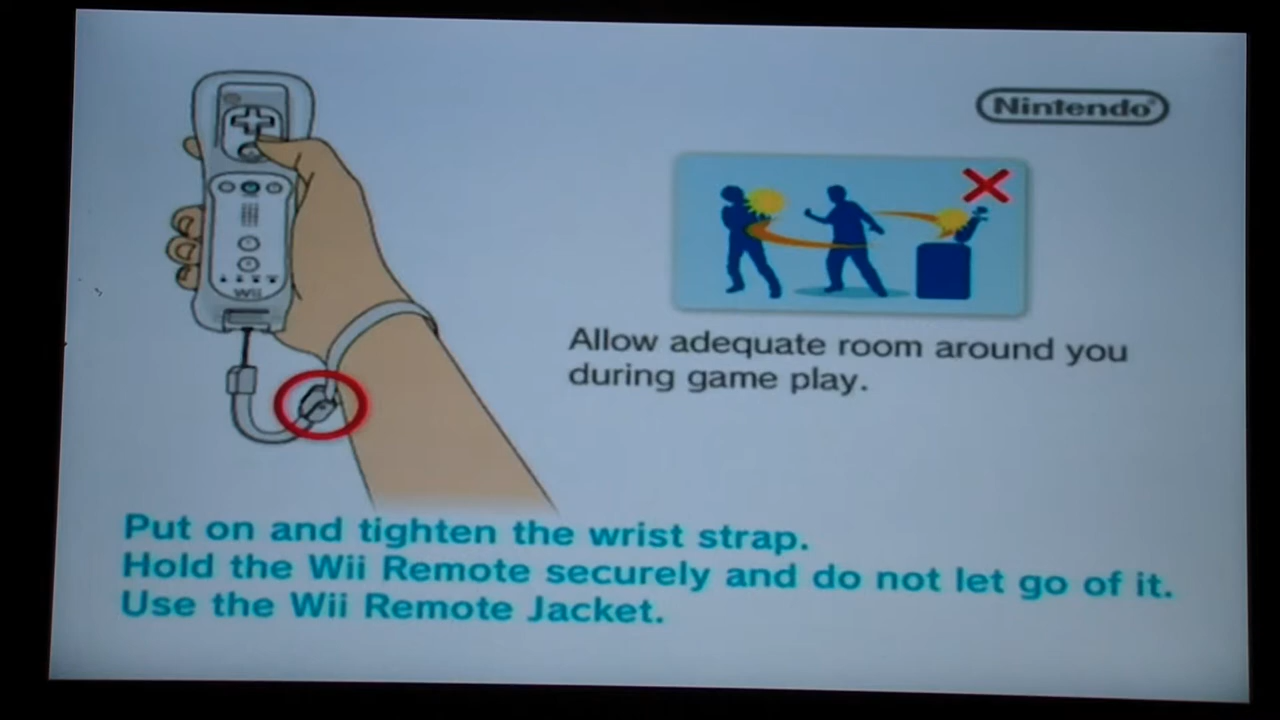 Nintendo®
Allow adequate room around you
during game play.
Wii
Put on and tighten the wrist strap.
Hold the Wii Remote securely and do not let go of it.
Use the Wii Remote Jacket.